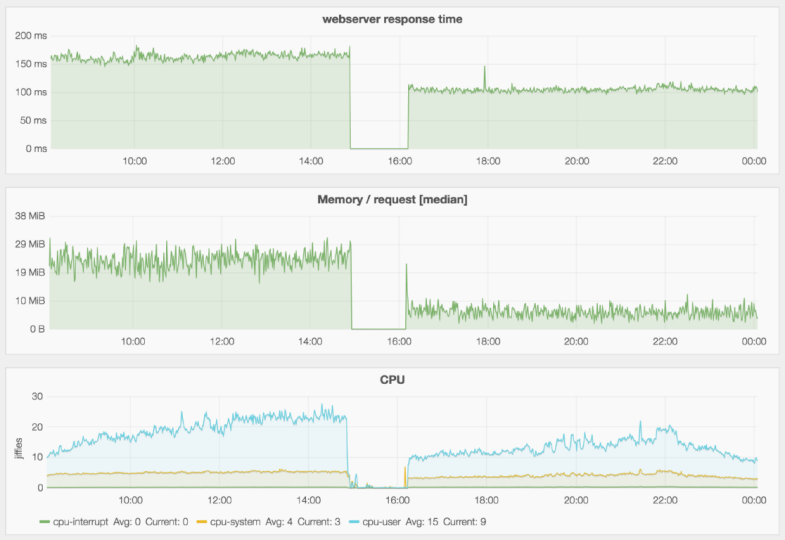 webserver response time
200 ms
150 ms
100 ms
50 ms
0 ms
10:00 12:00 14:00 16:00 18:00 20:00 22:00 00:00
Memory / request [median]
38 MiB
29 MiB
19 MiB
10 MiB
0 B
10:00 12:00 14:00 16:00 18:00 20:00 22:00 00:00
CPU
jiffies
30
20
10
0
10:00 12:00 14:00 16:00 18:00 20:00 22:00 00:00
cpu-interrupt Avg: 0 Current: 0 cpu-system Avg: 4 Current: 3 cpu-user Avg: 15 Current: 9